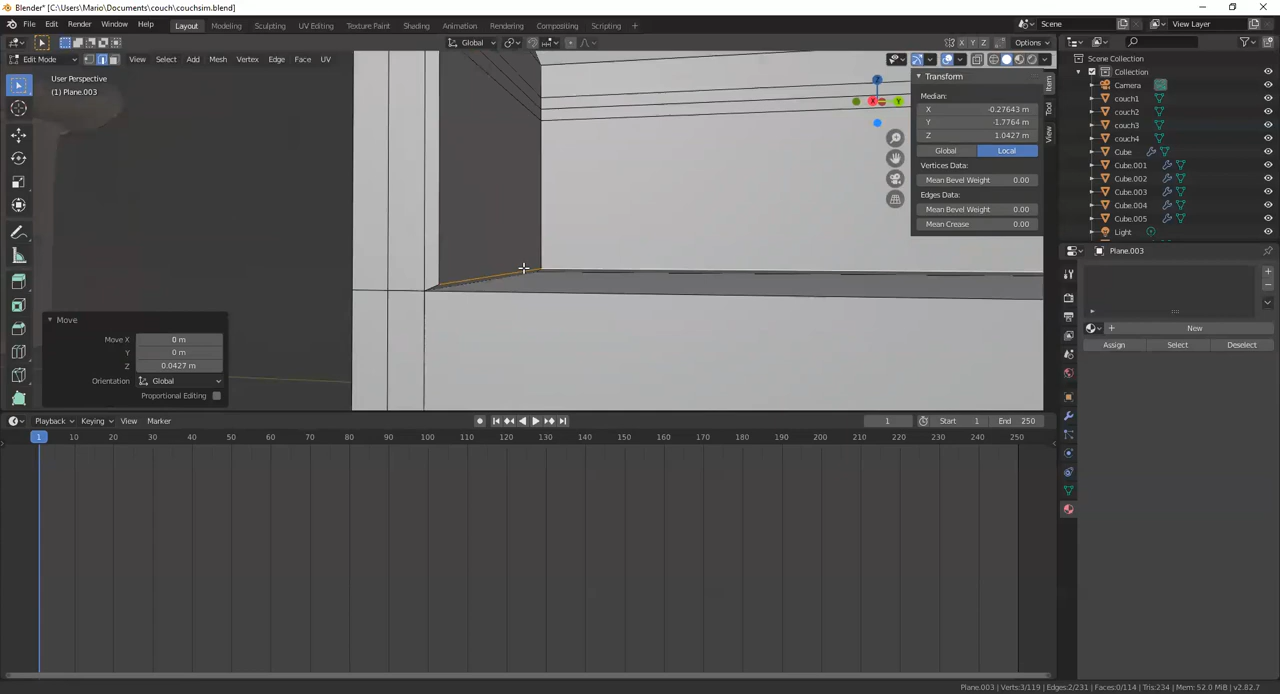 Blender* [C:\Users\Mario\Documents\couch\couchsim.blend]
File Edit Render Window Help Layout Modeling Sculpting UV Editing Texture Paint Shading Animation Rendering Compositing Scripting + Scene View Layer
Global X Y Z Options
Edit Mode View Select Add Mesh Vertex Edge Face UV
User Perspective
(1) Plane.003
Transform
Median:
X -0.27643 m
Y -1.7764 m
Z 1.0427 m
Global Local
Vertices Data:
Mean Bevel Weight 0.00
Edges Data:
Mean Bevel Weight 0.00
Mean Crease 0.00
Item
Tool
View
Z
X
Y
Scene Collection
Collection
Camera
couch1
couch2
couch3
couch4
Cube
Cube.001
Cube.002
Cube.003
Cube.004
Cube.005
Light
Plane.003
New
Assign Select Deselect
Move
Move X 0 m
Y 0 m
Z 0.0427 m
Orientation Global
Proportional Editing
Playback Keying View Marker 1 Start 1 End 250
1 10 20 30 40 50 60 70 80 90 100 110 120 130 140 150 160 170 180 190 200 210 220 230 240 250
Plane.003 | Verts:3/119 | Edges:2/231 | Faces:0/114 | Tris:234 | Mem: 52.0 MiB | v2.82.7